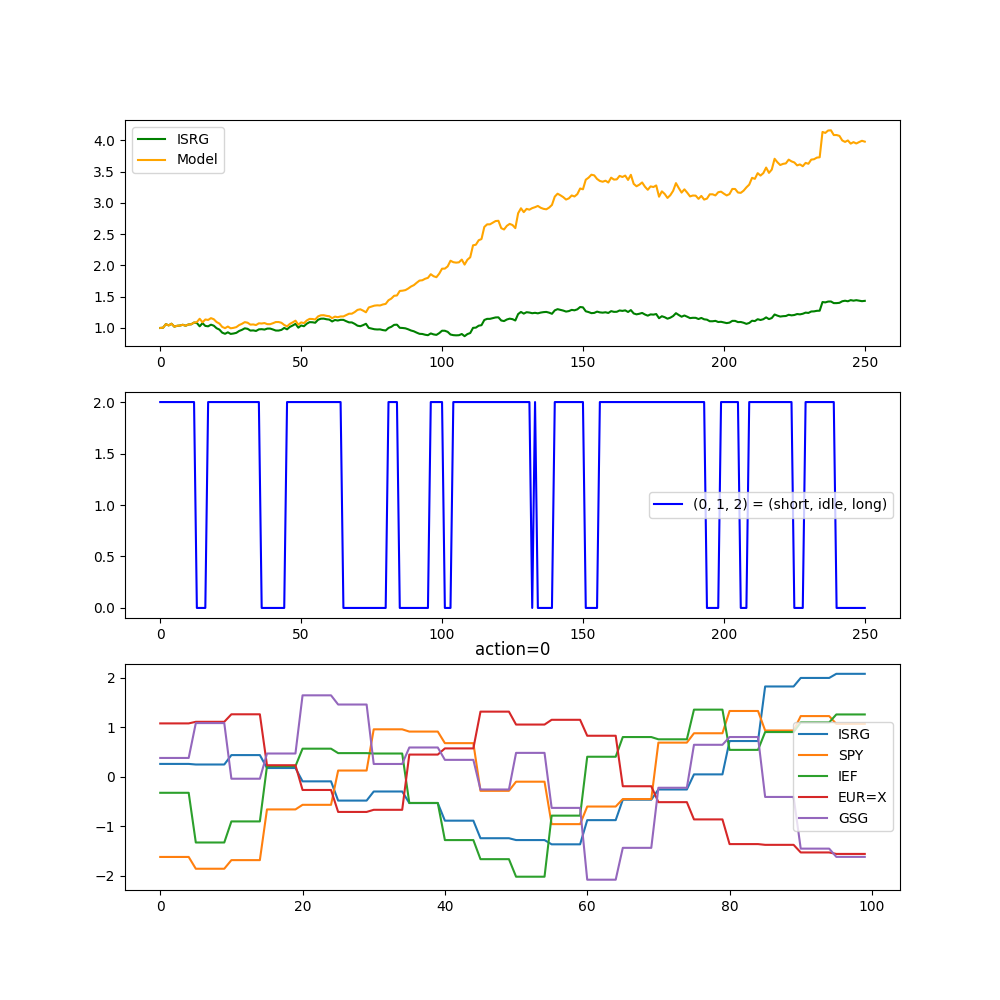 4.0
3.5
3.0
2.5
2.0
1.5
1.0
ISRG
Model
0 50 100 150 200 250
2.0
1.5
1.0
0.5
0.0
(0, 1, 2) = (short, idle, long)
0 50 100 150 200 250
action=0
2
1
0
−1
−2
ISRG
SPY
IEF
EUR=X
GSG
0 20 40 60 80 100